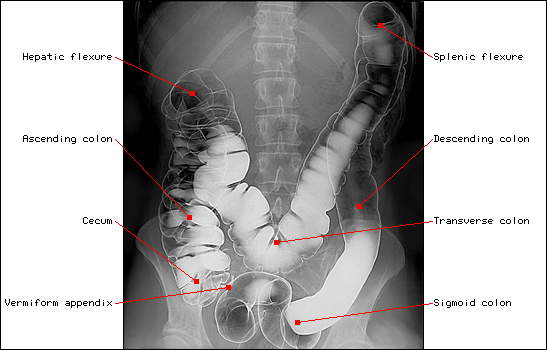 Hepatic flexure
Splenic flexure
Ascending colon
Descending colon
Cecum
Transverse colon
Vermiform appendix
Sigmoid colon